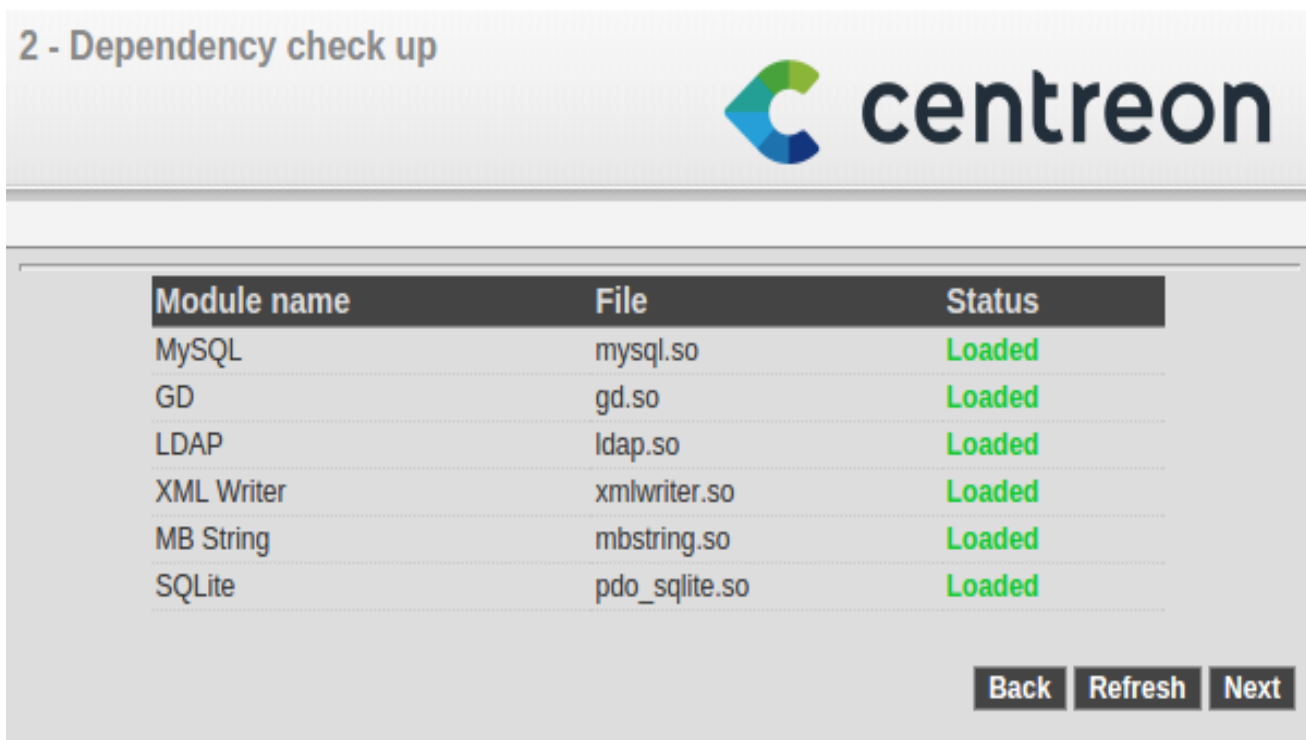 2 - Dependency check up
centreon
Module name File Status
MySQL mysql.so Loaded
GD gd.so Loaded
LDAP ldap.so Loaded
XML Writer xmlwriter.so Loaded
MB String mbstring.so Loaded
SQLite pdo_sqlite.so Loaded
Back Refresh Next